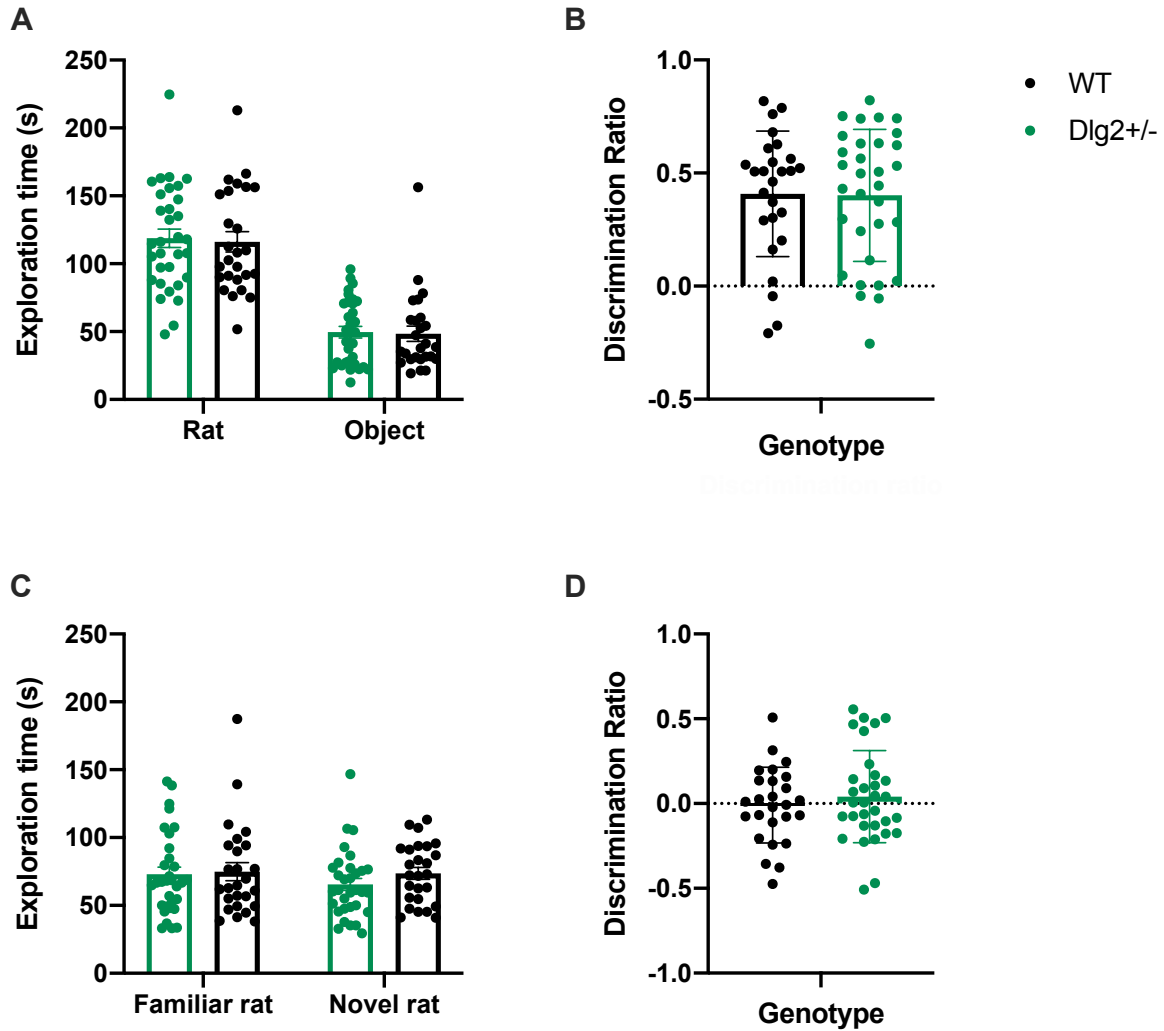 A
Exploration time (s)
250
200
150
100
50
0
Rat Object
B
Discrimination Ratio
1.0
0.5
0.0
-0.5
Genotype
Discrimination ratio
WT
Dlg2+/-
C
Exploration time (s)
250
200
150
100
50
0
Familiar rat Novel rat
D
Discrimination Ratio
1.0
0.5
0.0
-0.5
-1.0
Genotype